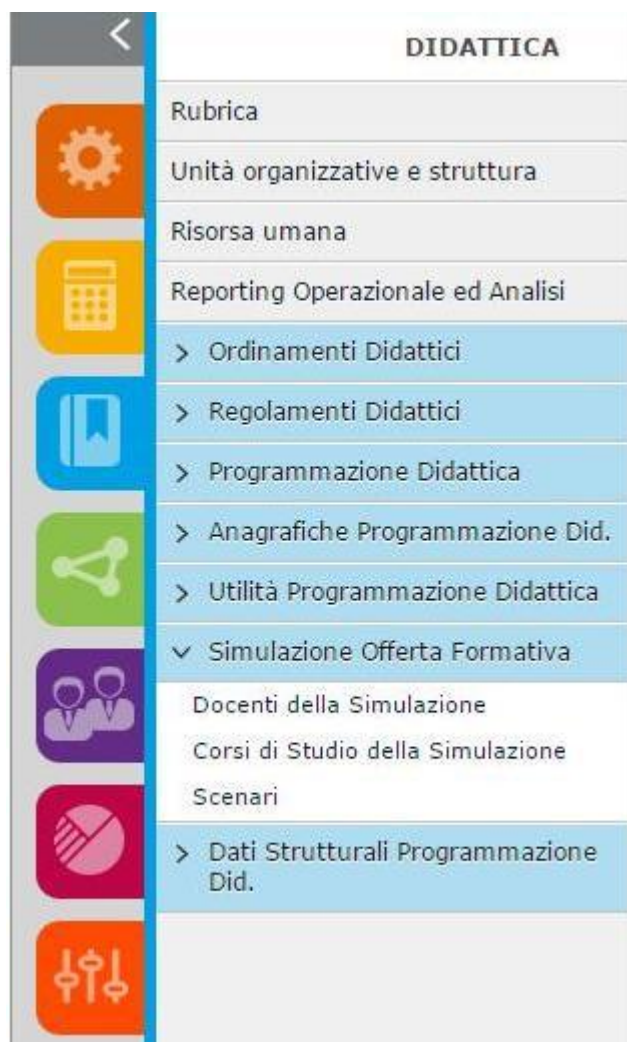 DIDATTICA
Rubrica
Unità organizzative e struttura
Risorsa umana
Reporting Operazionale ed Analisi
Ordinamenti Didattici
Regolamenti Didattici
Programmazione Didattica
Anagrafiche Programmazione Did.
Utilità Programmazione Didattica
Simulazione Offerta Formativa
Docenti della Simulazione
Corsi di Studio della Simulazione
Scenari
Dati Strutturali Programmazione
Did.